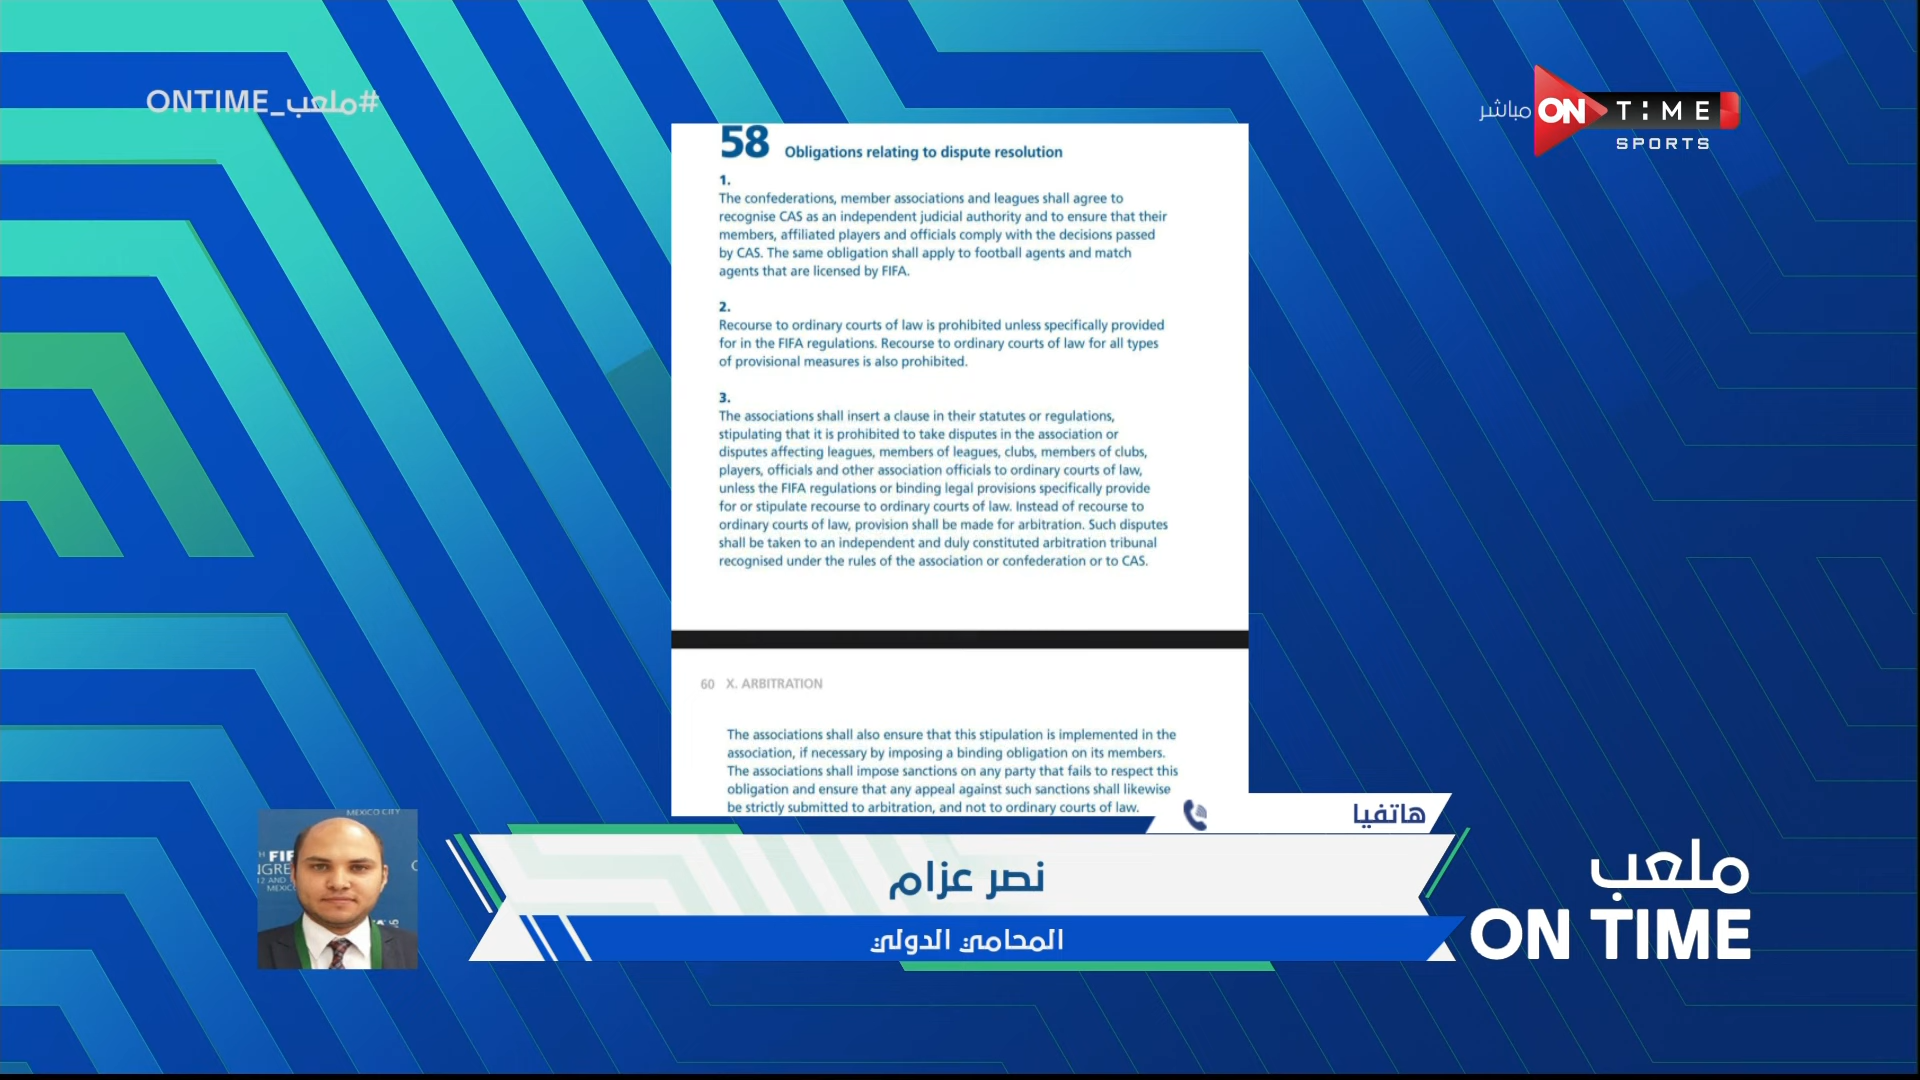 #ملعب_ONTIME
مباشر
ON TIME
SPORTS
58 Obligations relating to dispute resolution
1.
The confederations, member associations and leagues shall agree to
recognise CAS as an independent judicial authority and to ensure that their
members, affiliated players and officials comply with the decisions passed
by CAS. The same obligation shall apply to football agents and match
agents that are licensed by FIFA.
2.
Recourse to ordinary courts of law is prohibited unless specifically provided
for in the FIFA regulations. Recourse to ordinary courts of law for all types
of provisional measures is also prohibited.
3.
The associations shall insert a clause in their statutes or regulations,
stipulating that it is prohibited to take disputes in the association or
disputes affecting leagues, members of leagues, clubs, members of clubs,
players, officials and other association officials to ordinary courts of law,
unless the FIFA regulations or binding legal provisions specifically provide
for or stipulate recourse to ordinary courts of law. Instead of recourse to
ordinary courts of law, provision shall be made for arbitration. Such disputes
shall be taken to an independent and duly constituted arbitration tribunal
recognised under the rules of the association or confederation or to CAS.
60 X. ARBITRATION
The associations shall also ensure that this stipulation is implemented in the
association, if necessary by imposing a binding obligation on its members.
The associations shall impose sanctions on any party that fails to respect this
obligation and ensure that any appeal against such sanctions shall likewise
be strictly submitted to arbitration, and not to ordinary courts of law.
هاتفيا
نصر عزام
المحامي الدولي
MEXICO CITY
ملعب
ON TIME